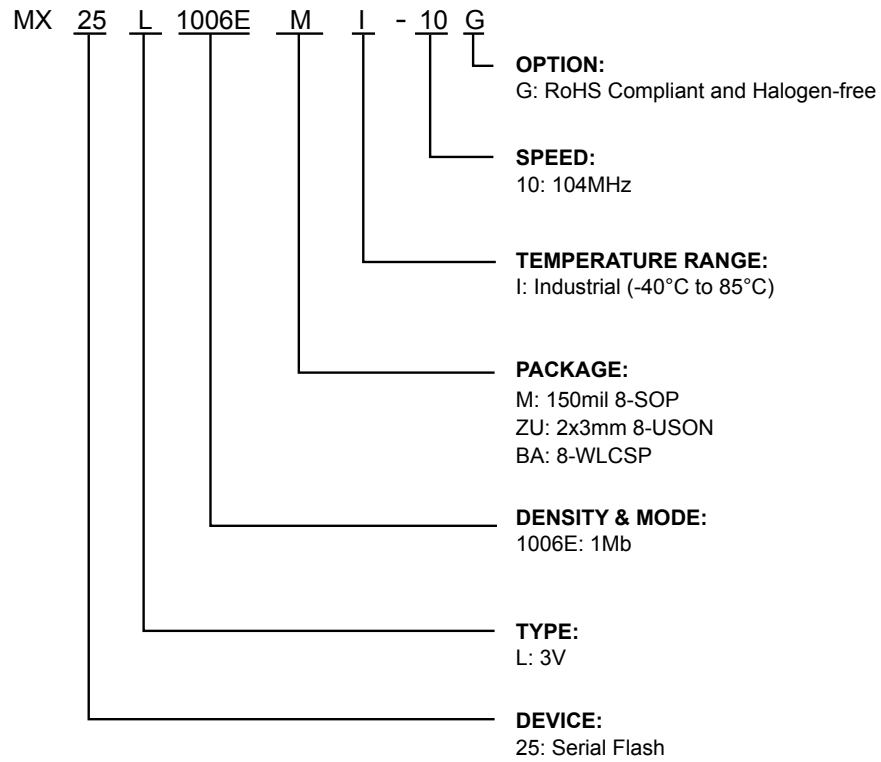 MX 25 L 1006E M I - 10 G
OPTION:
G: RoHS Compliant and Halogen-free
SPEED:
10: 104MHz
TEMPERATURE RANGE:
I: Industrial (-40°C to 85°C)
PACKAGE:
M: 150mil 8-SOP
ZU: 2x3mm 8-USON
BA: 8-WLCSP
DENSITY & MODE:
1006E: 1Mb
TYPE:
L: 3V
DEVICE:
25: Serial Flash